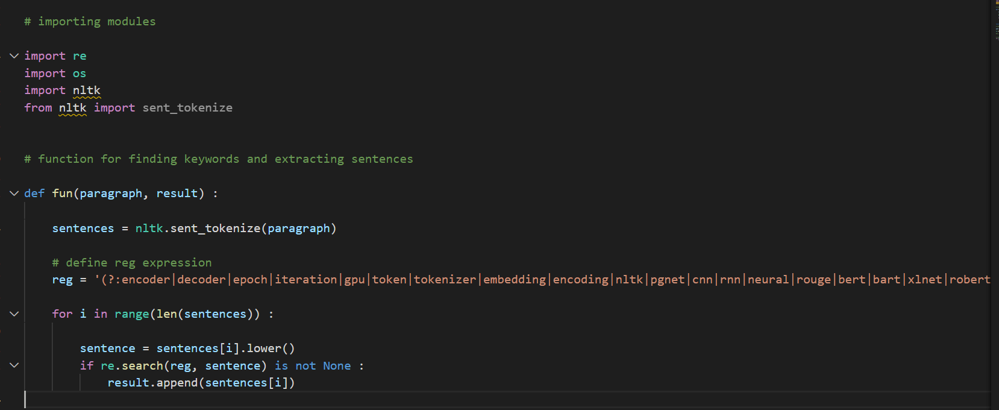 # importing modules
import re
import os
import nltk
from nltk import sent_tokenize
# function for finding keywords and extracting sentences
def fun(paragraph, result) :
sentences = nltk.sent_tokenize(paragraph)
# define reg expression
reg = '(?:encoder|decoder|epoch|iteration|gpu|token|tokenizer|embedding|encoding|nltk|pgnet|cnn|rnn|neural|rouge|bert|bart|xlnet|robert
for i in range(len(sentences)) :
sentence = sentences[i].lower()
if re.search(reg, sentence) is not None :
result.append(sentences[i])